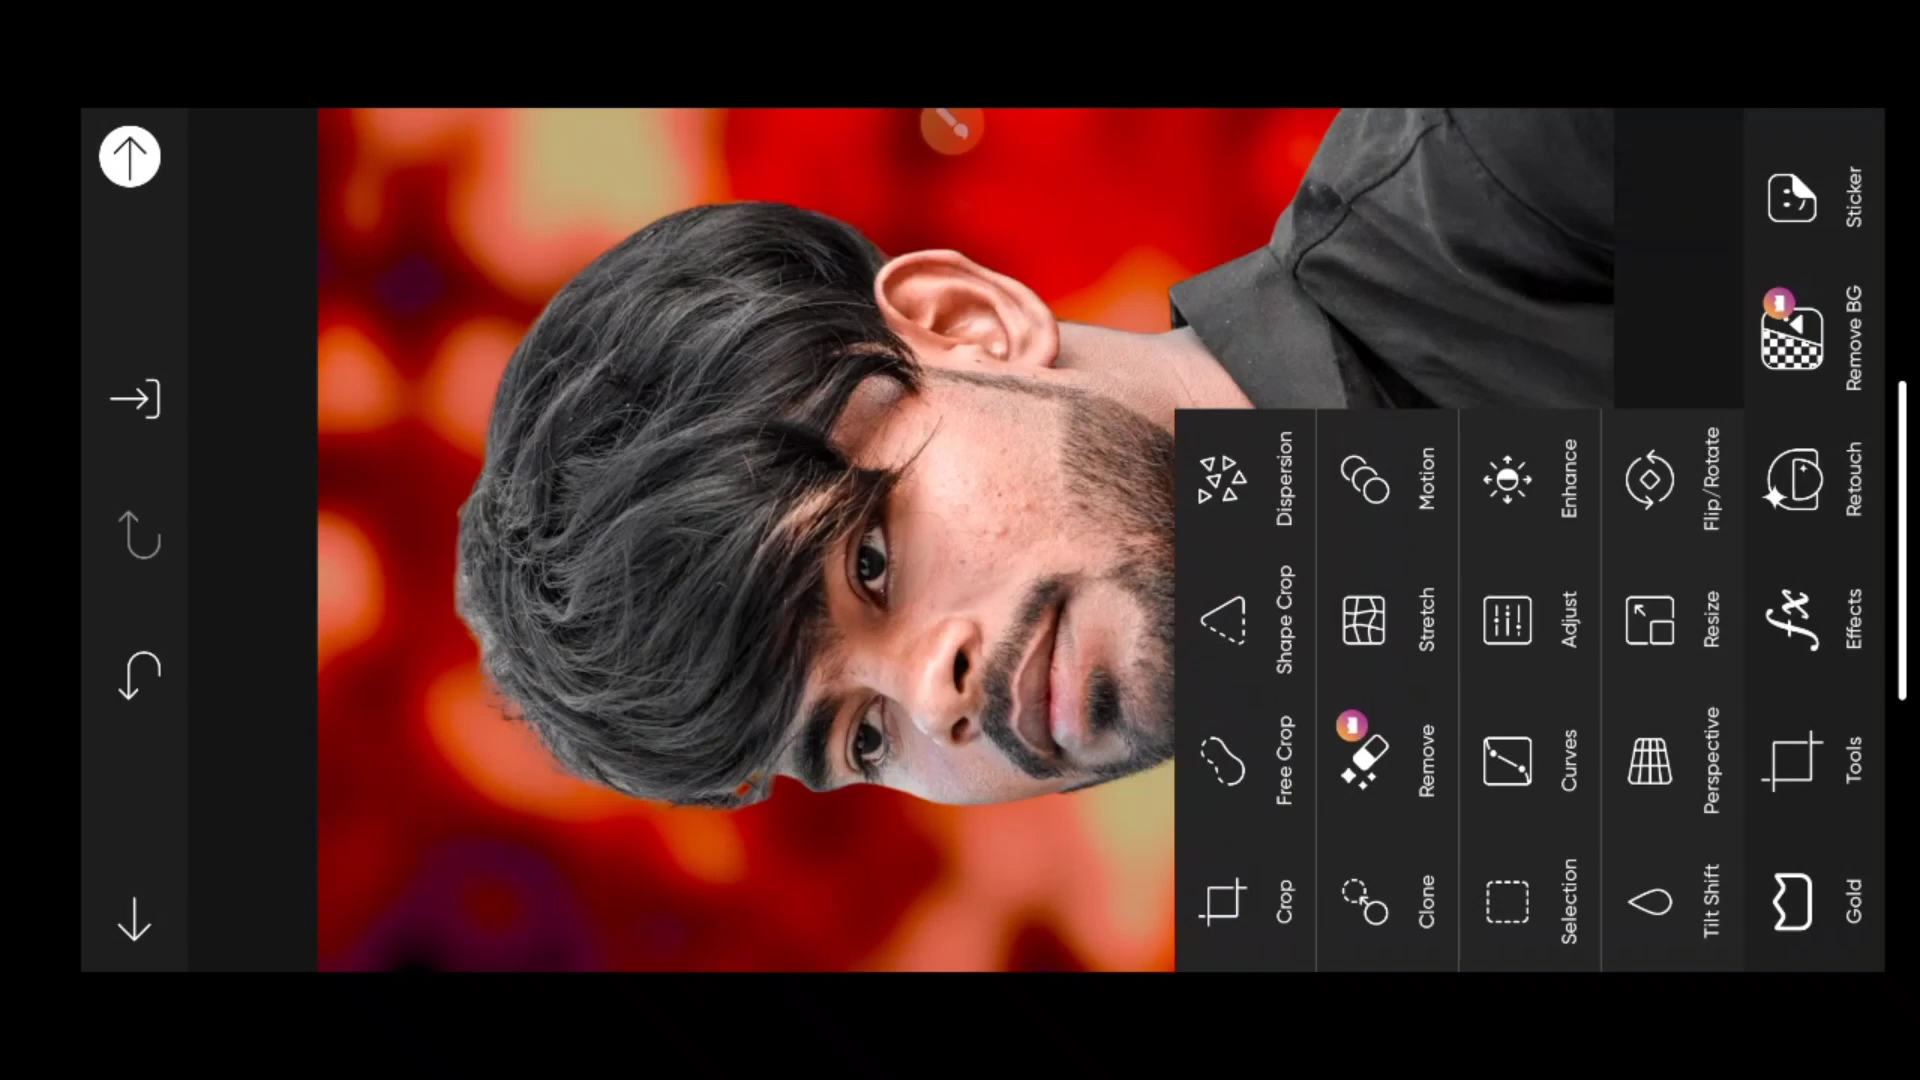 Crop
Free Crop
Shape Crop
Dispersion
Clone
Remove
Stretch
Motion
Selection
Curves
Adjust
Enhance
Tilt Shift
Perspective
Resize
Flip/Rotate
Gold
Tools
fx
Effects
Retouch
Remove BG
Sticker